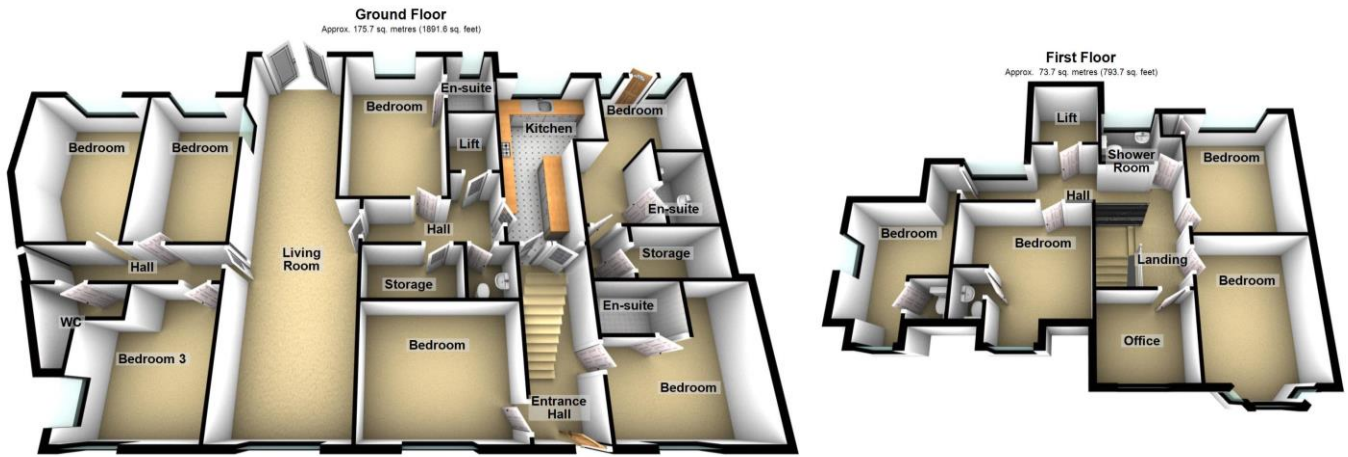 Ground Floor
Approx. 175.7 sq. metres (1891.6 sq. feet)
Bedroom
Bedroom
Bedroom
En-suite
Lift
Kitchen
Bedroom
En-suite
Hall
Living
Room
Hall
Storage
Storage
WC
Bedroom 3
Bedroom
En-suite
Bedroom
Entrance
Hall
First Floor
Approx. 73.7 sq. metres (793.7 sq. feet)
Lift
Shower
Room
Bedroom
Hall
Bedroom
Bedroom
Landing
Bedroom
Office